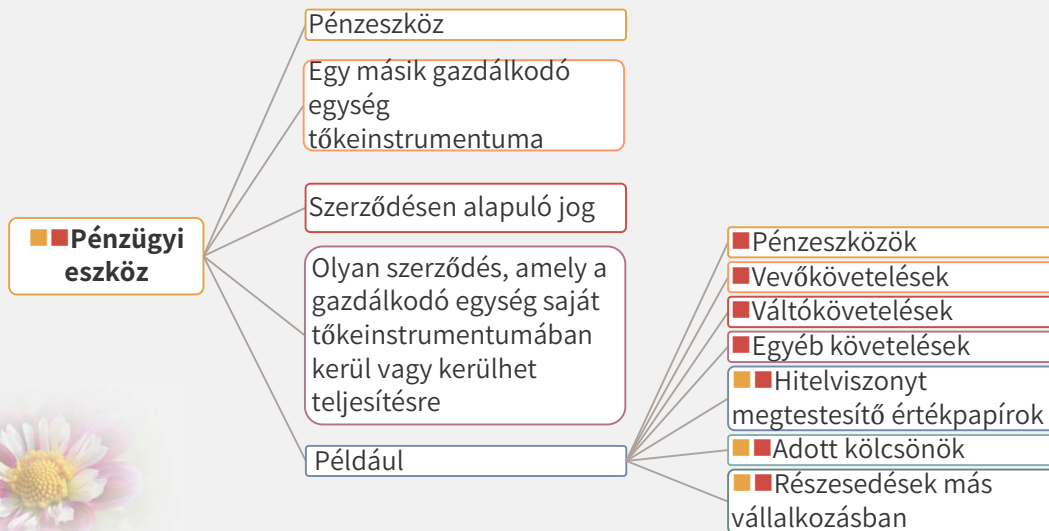 Pénzeszköz
Egy másik gazdálkodó
egység
tőkeinstrumentuma
Szerződésen alapuló jog
Pénzügyi
eszköz
Olyan szerződés, amely a
gazdálkodó egység saját
tőkeinstrumentumában
kerül vagy kerülhet
teljesítésre
Például
Pénzeszközök
Vevőkövetelések
Váltókövetelések
Egyéb követelések
Hitelviszonyt
megtestesítő értékpapírok
Adott kölcsönök
Részesedések más
vállalkozásban